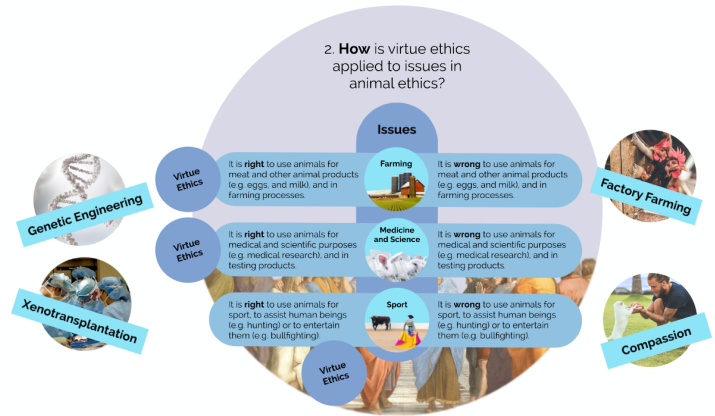 2. How is virtue ethics
applied to issues in
animal ethics?
Issues
Virtue
Ethics
It is right to use animals for
meat and other animal products
(e.g. eggs, and milk), and in
farming processes.
Farming
It is wrong to use animals for
meat and other animal products
(e.g. eggs, and milk), and in
farming processes.
Virtue
Ethics
It is right to use animals for
medical and scientific purposes
(e.g. medical research), and in
testing products.
Medicine
and Science
It is wrong to use animals for
medical and scientific purposes
(e.g. medical research), and in
testing products.
It is right to use animals for
sport, to assist human beings
(e.g. hunting) or to entertain
them (e.g. bullfighting).
Sport
It is wrong to use animals for
sport, to assist human beings
(e.g. hunting) or to entertain
them (e.g. bullfighting).
Virtue
Ethics
Genetic Engineering
Xenotransplantation
Factory Farming
Compassion